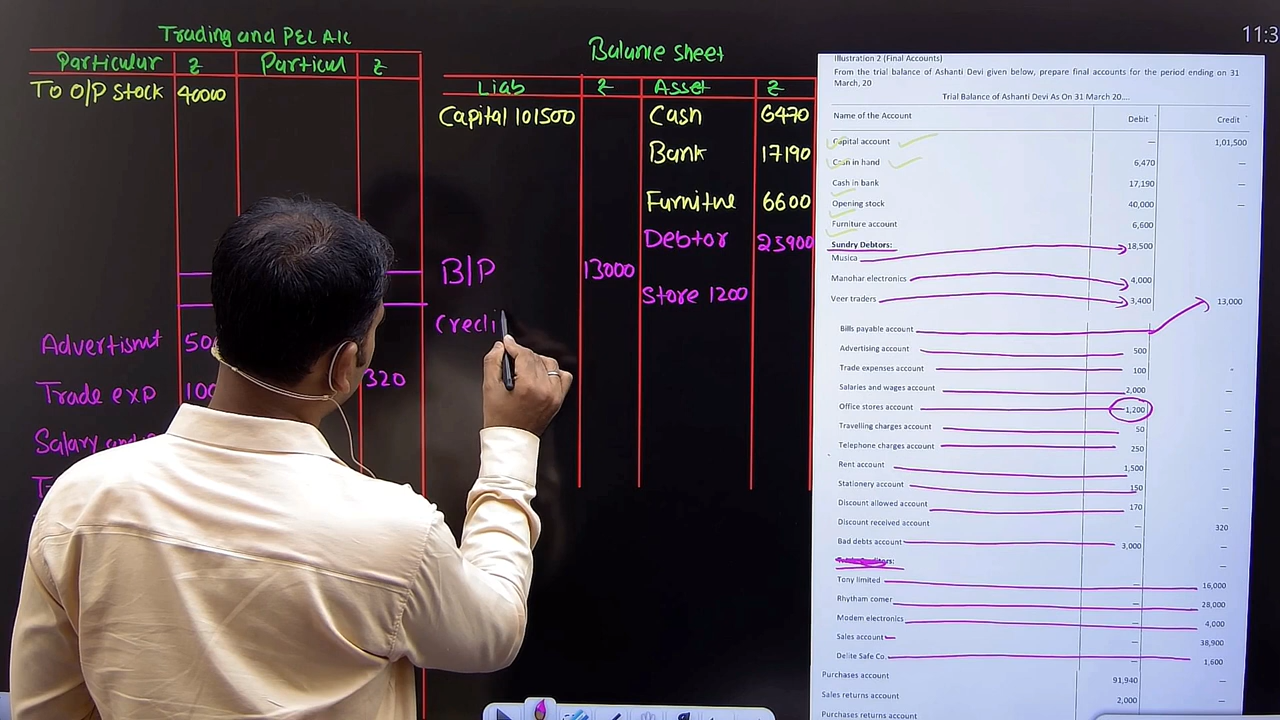 Trading and P&L A/c
Particular ₹ Particul ₹
To O/P Stock 40000
Advertismt 50
Trade exp 100
320
Balance sheet
Liab ₹ Asset ₹
Capital 101500 Cash 6470
Bank 17190
Furnitue 6600
Debtor 25900
B/P 13000
Store 1200
Credi
11:3
Illustration 2 (Final Accounts)
From the trial balance of Ashanti Devi given below, prepare final accounts for the period ending on 31
March, 20
Trial Balance of Ashanti Devi As On 31 March 20....
Name of the Account Debit Credit
Capital account — 1,01,500
Cash in hand 6,470 —
Cash in bank 17,190 —
Opening stock 40,000 —
Furniture account 6,600
Sundry Debtors: 18,500
Musica
Manohar electronics 4,000
Veer traders 3,400 13,000
Bills payable account
Advertising account 500
Trade expenses account 100
Salaries and wages account 2,000 —
Office stores account 1,200 —
Travelling charges account 50 —
Telephone charges account 250 —
Rent account 1,500 —
Stationery account 150 —
Discount allowed account 170 —
Discount received account — 320
Bad debts account 3,000 —
Tony limited — 16,000
Rhytham comer — 28,000
Modem electronics — 4,000
Sales account — 38,900
Delite Safe Co. — 1,600
Purchases account 91,940 —
Sales returns account 2,000 —
Purchases returns account